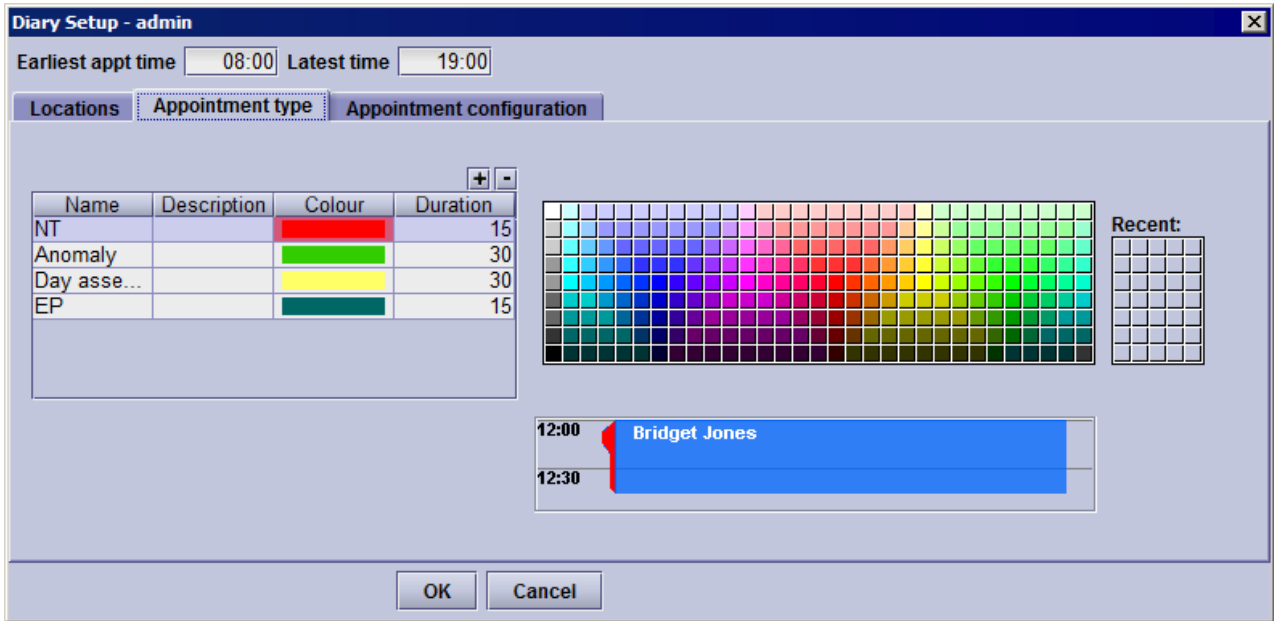 Diary Setup - admin
Earliest appt time 08:00 Latest time 19:00
Locations Appointment type Appointment configuration
+ -
Name Description Colour Duration
NT 15
Anomaly 30
Day asse... 30
EP 15
Recent:
12:00 Bridget Jones
12:30
OK Cancel